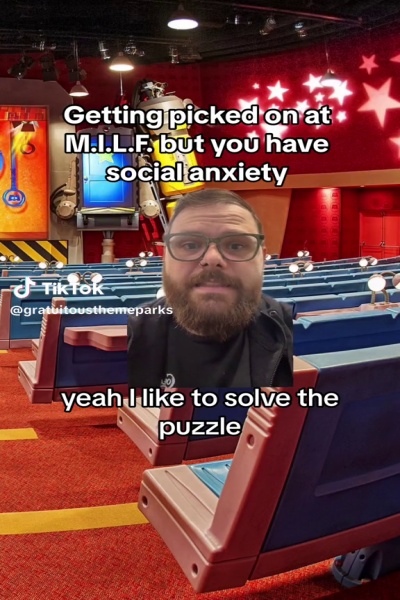 Getting picked on at
M.I.L.F. but you have
social anxiety
TikTok
@gratuitousthemeparks
yeah I like to solve the
puzzle